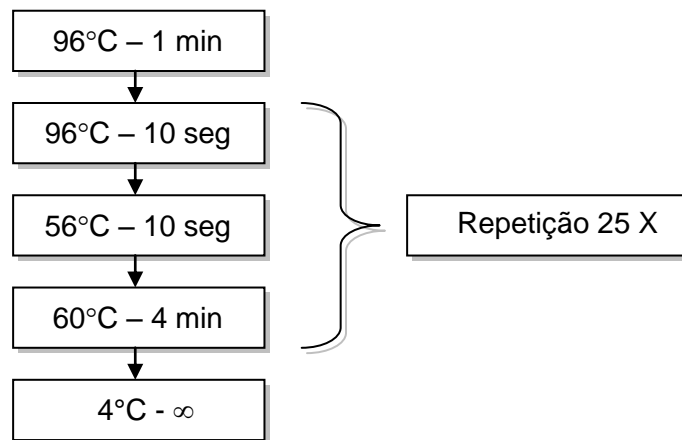 96°C – 1 min
96°C – 10 seg
56°C – 10 seg
Repetição 25 X
60°C – 4 min
4°C - ∞